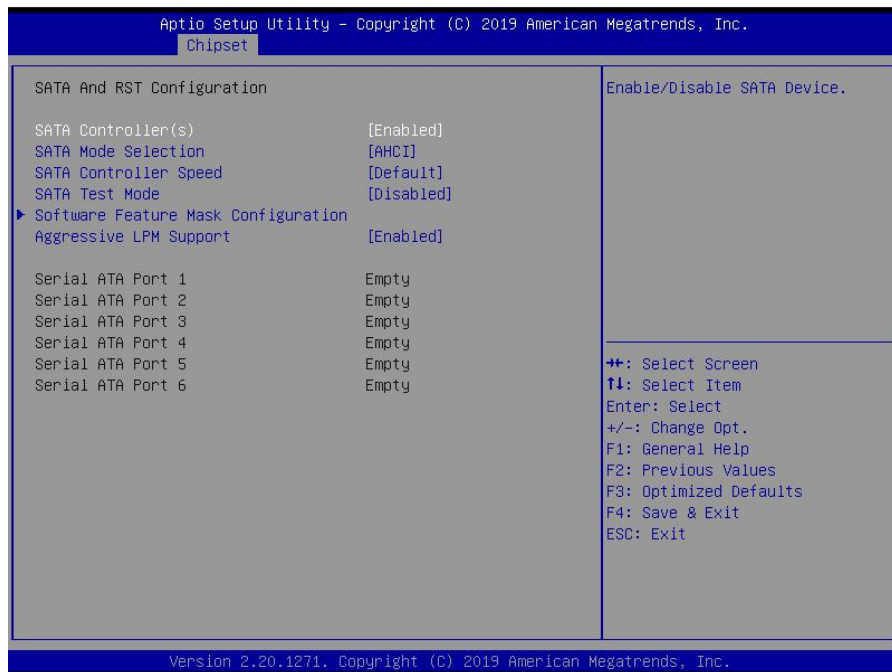 Aptio Setup Utility – Copyright (C) 2019 American Megatrends, Inc.
Chipset
SATA And RST Configuration
SATA Controller(s) [Enabled]
SATA Mode Selection [AHCI]
SATA Controller Speed [Default]
SATA Test Mode [Disabled]
Software Feature Mask Configuration
Aggressive LPM Support [Enabled]
Serial ATA Port 1 Empty
Serial ATA Port 2 Empty
Serial ATA Port 3 Empty
Serial ATA Port 4 Empty
Serial ATA Port 5 Empty
Serial ATA Port 6 Empty
Enable/Disable SATA Device.
→←: Select Screen
↑↓: Select Item
Enter: Select
+/-: Change Opt.
F1: General Help
F2: Previous Values
F3: Optimized Defaults
F4: Save & Exit
ESC: Exit
Version 2.20.1271. Copyright (C) 2019 American Megatrends, Inc.